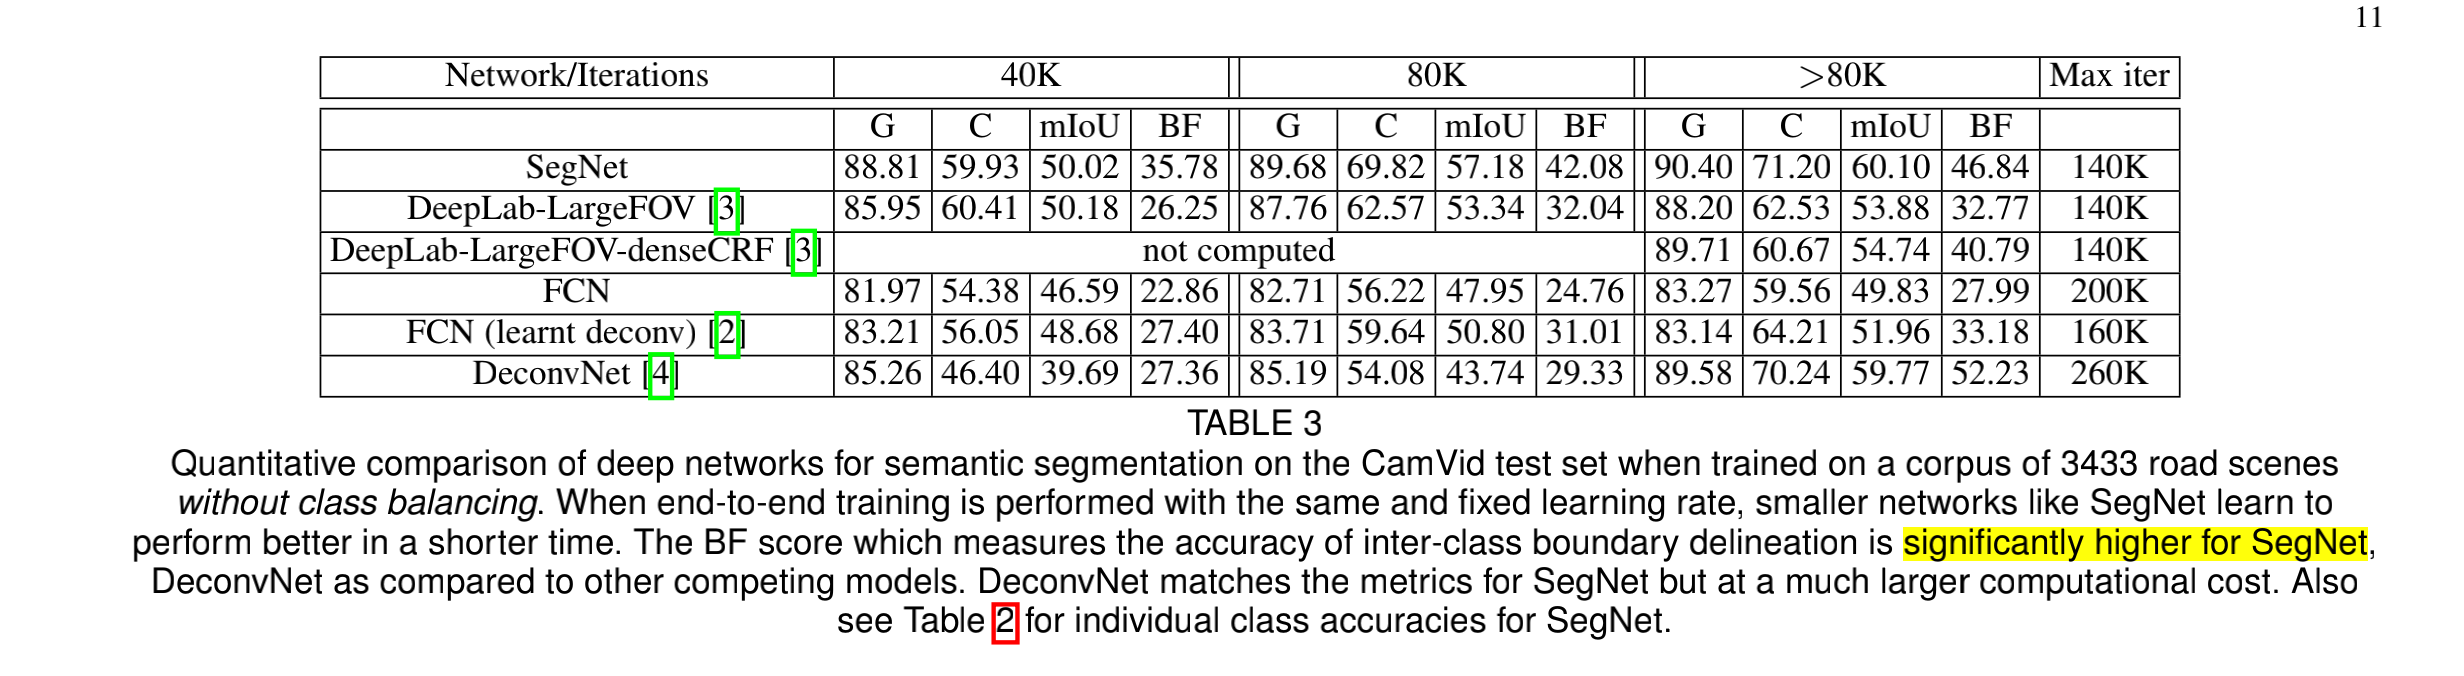 11
Network/Iterations 40K 80K >80K Max iter
G C mIoU BF G C mIoU BF G C mIoU BF
SegNet 88.81 59.93 50.02 35.78 89.68 69.82 57.18 42.08 90.40 71.20 60.10 46.84 140K
DeepLab-LargeFOV [3] 85.95 60.41 50.18 26.25 87.76 62.57 53.34 32.04 88.20 62.53 53.88 32.77 140K
DeepLab-LargeFOV-denseCRF [3] not computed 89.71 60.67 54.74 40.79 140K
FCN 81.97 54.38 46.59 22.86 82.71 56.22 47.95 24.76 83.27 59.56 49.83 27.99 200K
FCN (learnt deconv) [2] 83.21 56.05 48.68 27.40 83.71 59.64 50.80 31.01 83.14 64.21 51.96 33.18 160K
DeconvNet [4] 85.26 46.40 39.69 27.36 85.19 54.08 43.74 29.33 89.58 70.24 59.77 52.23 260K
TABLE 3
Quantitative comparison of deep networks for semantic segmentation on the CamVid test set when trained on a corpus of 3433 road scenes
without class balancing. When end-to-end training is performed with the same and fixed learning rate, smaller networks like SegNet learn to
perform better in a shorter time. The BF score which measures the accuracy of inter-class boundary delineation is significantly higher for SegNet,
DeconvNet as compared to other competing models. DeconvNet matches the metrics for SegNet but at a much larger computational cost. Also
see Table 2 for individual class accuracies for SegNet.